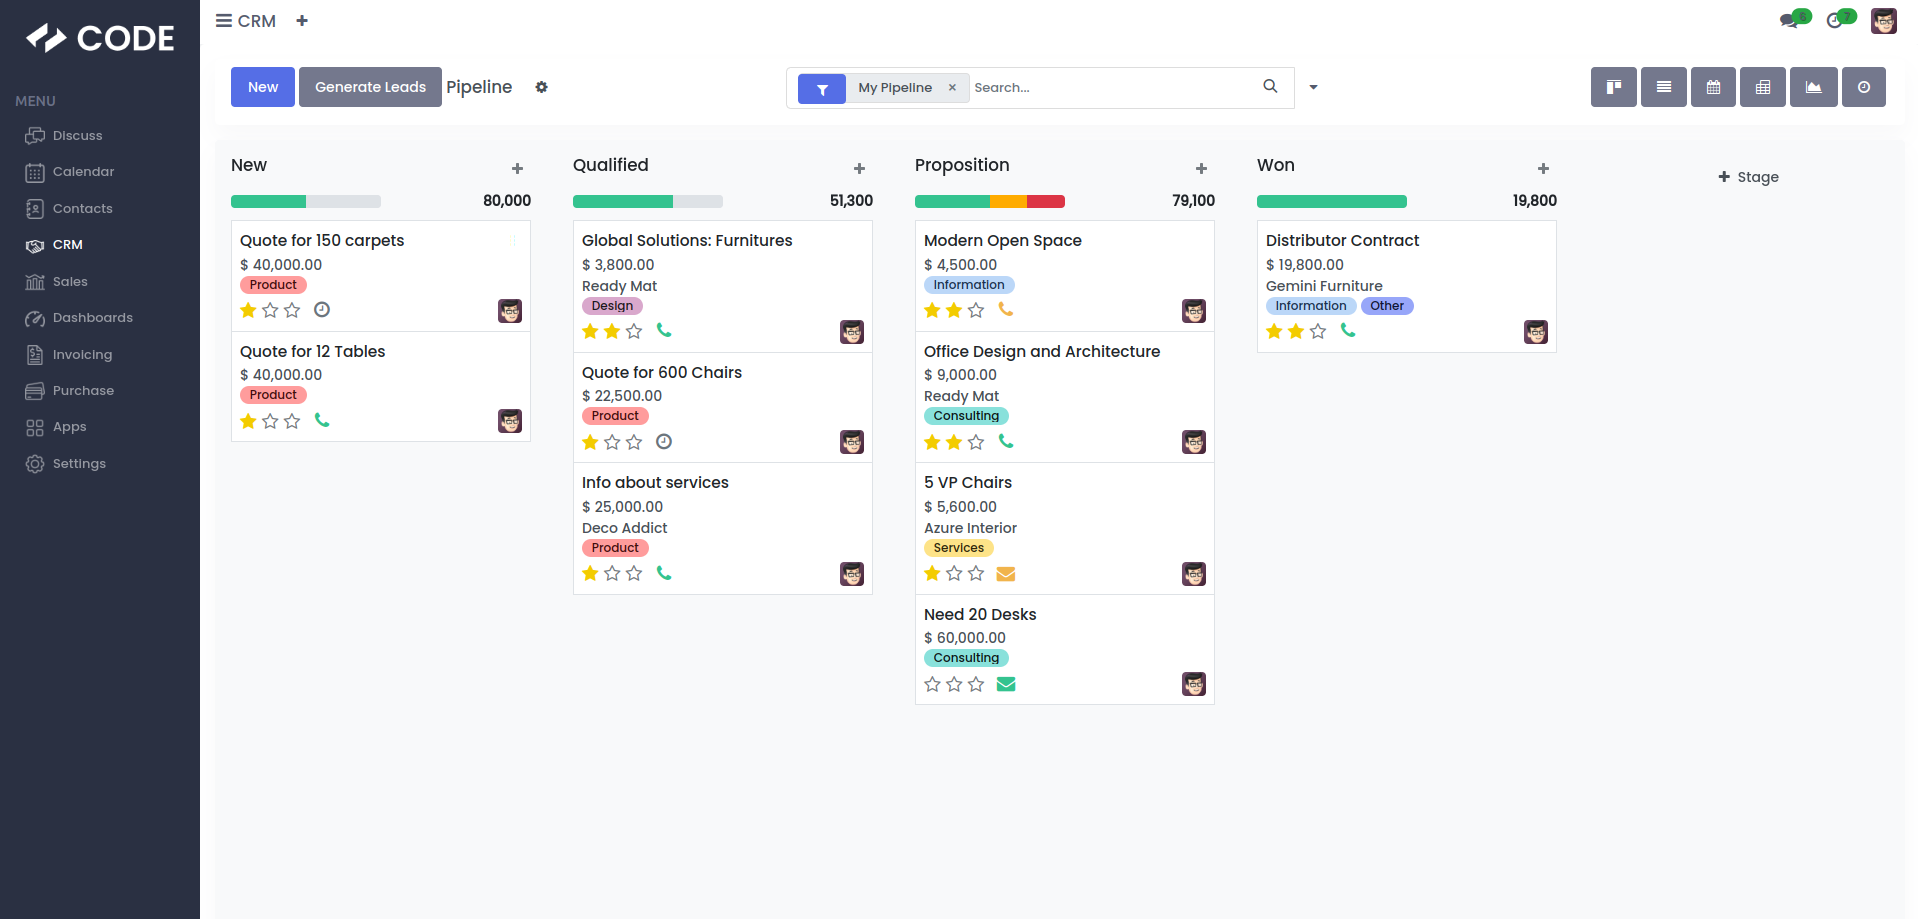 CODE
MENU
Discuss
Calendar
Contacts
CRM
Sales
Dashboards
Invoicing
Purchase
Apps
Settings
CRM
6
7
New
Generate Leads
Pipeline
My Pipeline ×
Search...
New
80,000
Quote for 150 carpets
$ 40,000.00
Product
Quote for 12 Tables
$ 40,000.00
Product
Qualified
51,300
Global Solutions: Furnitures
$ 3,800.00
Ready Mat
Design
Quote for 600 Chairs
$ 22,500.00
Product
Info about services
$ 25,000.00
Deco Addict
Product
Proposition
79,100
Modern Open Space
$ 4,500.00
Information
Office Design and Architecture
$ 9,000.00
Ready Mat
Consulting
5 VP Chairs
$ 5,600.00
Azure Interior
Services
Need 20 Desks
$ 60,000.00
Consulting
Won
19,800
Distributor Contract
$ 19,800.00
Gemini Furniture
Information Other
+ Stage